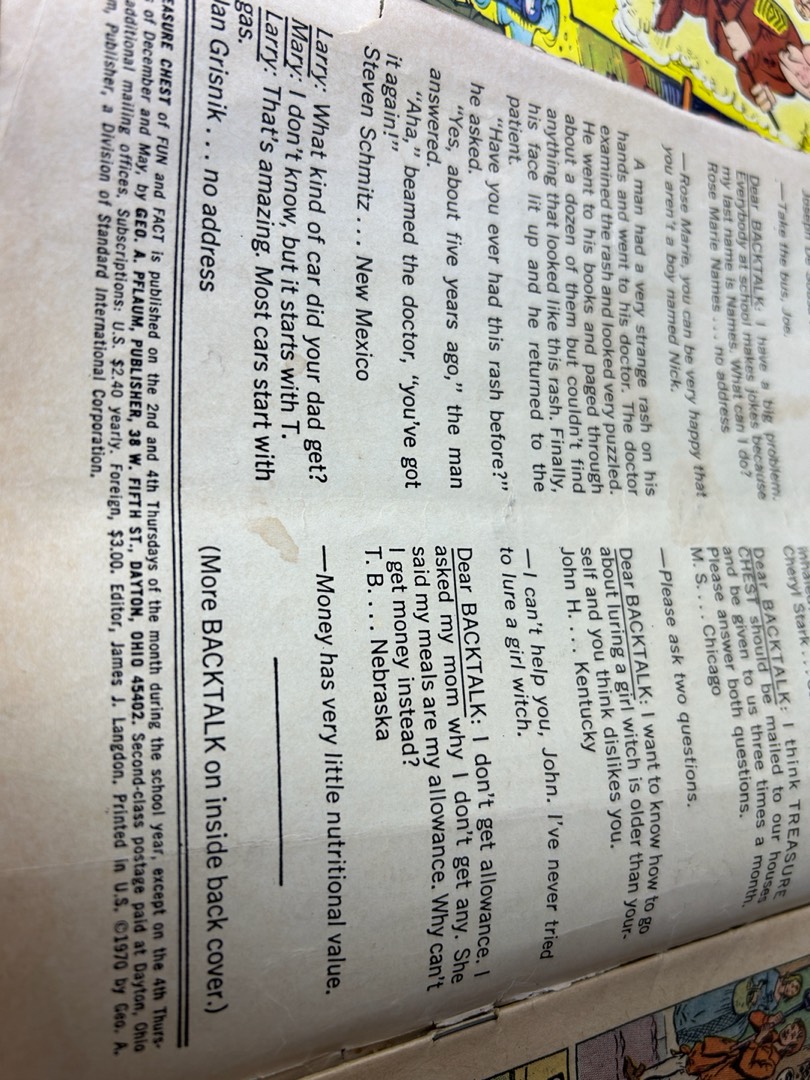 — Take the bus, Joe.
Dear BACKTALK: I have a big problem.
Everybody at school makes jokes because
my last name is Names. What can I do?
Rose Marie Names . . . no address
— Rose Marie, you can be very happy that
you aren't a boy named Nick.
A man had a very strange rash on his
hands and went to his doctor. The doctor
examined the rash and looked very puzzled.
He went to his books and paged through
about a dozen of them but couldn't find
anything that looked like this rash. Finally,
his face lit up and he returned to the
patient.
"Have you ever had this rash before?"
he asked.
"Yes, about five years ago," the man
answered.
"Aha," beamed the doctor, "you've got
it again!"
Steven Schmitz . . . New Mexico
Larry: What kind of car did your dad get?
Mary: I don't know, but it starts with T.
Larry: That's amazing. Most cars start with
gas.
Grisnik . . . no address
Cheryl Stark . . .
Dear BACKTALK: I think TREASURE
CHEST should be mailed to our houses
and be given to us three times a month.
Please answer both questions.
M. S. . . . Chicago
— Please ask two questions.
Dear BACKTALK: I want to know how to go
about luring a girl witch is older than your-
self and you think dislikes you.
John H. . . . Kentucky
— I can't help you, John. I've never tried
to lure a girl witch.
Dear BACKTALK: I don't get allowance. I
asked my mom why I don't get any. She
said my meals are my allowance. Why can't
I get money instead?
T. B. . . . Nebraska
— Money has very little nutritional value.
(More BACKTALK on inside back cover.)
EASURE CHEST of FUN and FACT is published on the 2nd and 4th Thursdays of the month during the school year, except on the 4th Thurs-
of December and May, by GEO. A. PFLAUM, PUBLISHER, 38 W. FIFTH ST., DAYTON, OHIO 45402. Second-class postage paid at Dayton, Ohio
additional mailing offices, Subscriptions: U.S. $2.40 yearly. Foreign, $3.00. Editor, James J. Langdon. Printed in U.S. ©1970 by Geo. A.
m, Publisher, a Division of Standard International Corporation.